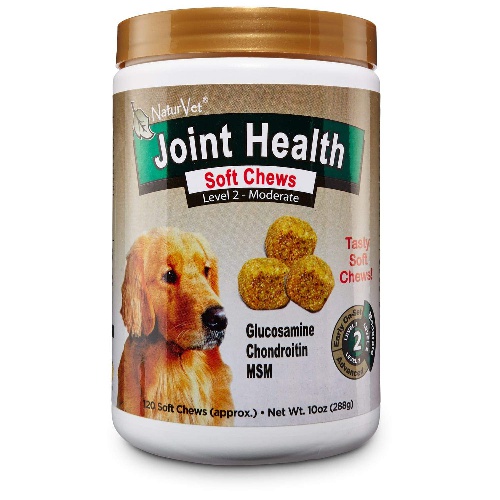 NaturVet®
Joint Health
Soft Chews
Level 2 - Moderate
Tasty
Soft
Chews!
Glucosamine
Chondroitin
MSM
2
Advanced
120 Soft Chews (approx.) • Net Wt. 10oz (288g)